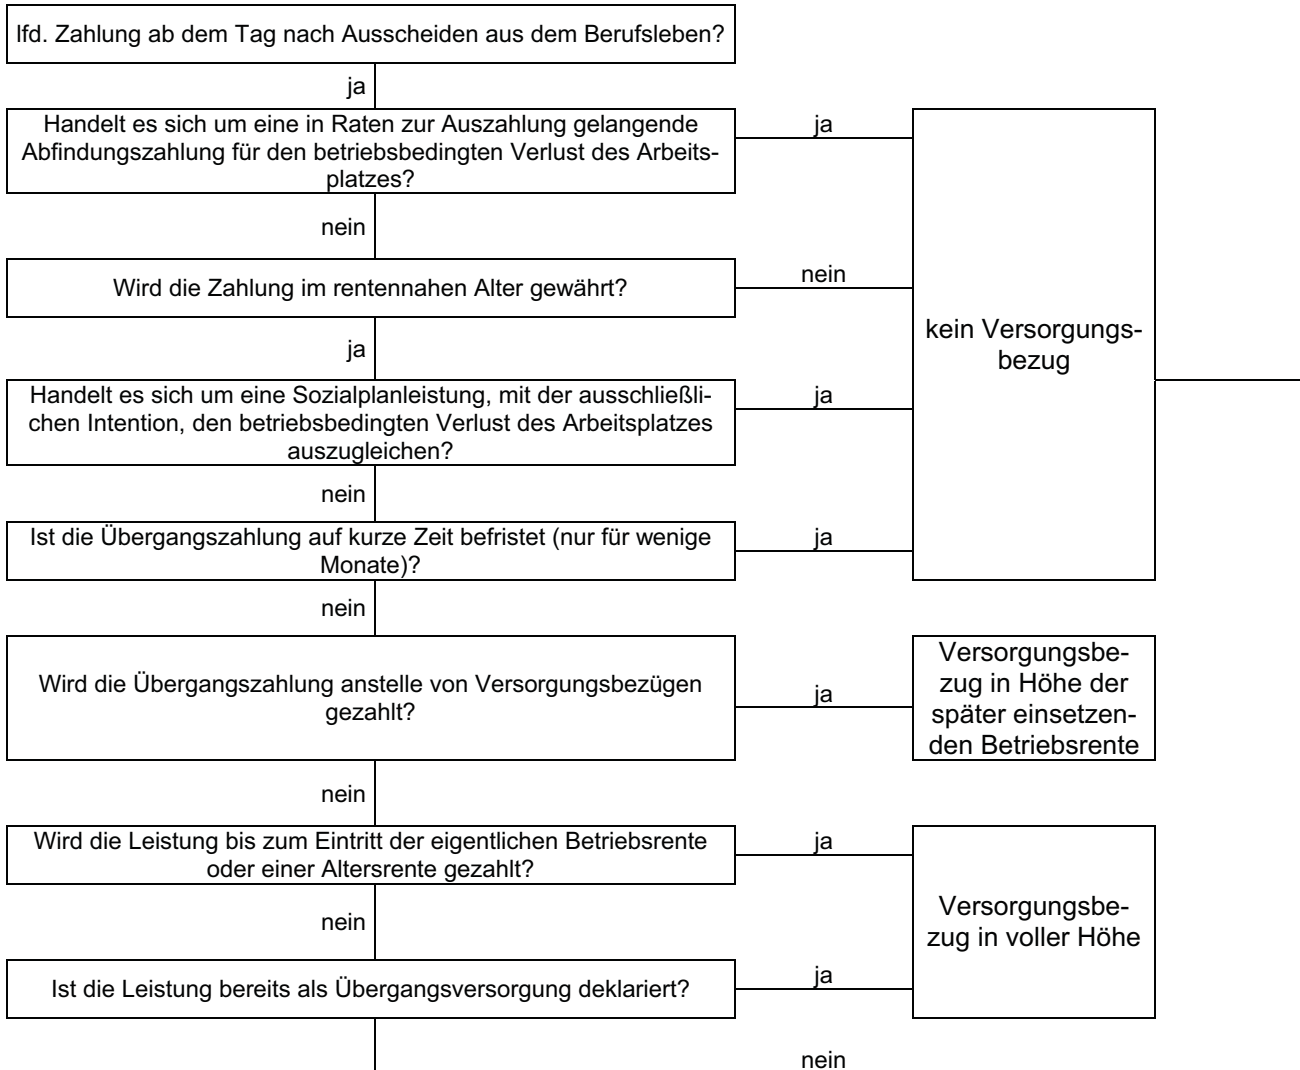 lfd. Zahlung ab dem Tag nach Ausscheiden aus dem Berufsleben?
ja
Handelt es sich um eine in Raten zur Auszahlung gelangende
Abfindungszahlung für den betriebsbedingten Verlust des Arbeits-
platzes?
ja
nein
Wird die Zahlung im rentennahen Alter gewährt?
nein
kein Versorgungs-
bezug
ja
Handelt es sich um eine Sozialplanleistung, mit der ausschließli-
chen Intention, den betriebsbedingten Verlust des Arbeitsplatzes
auszugleichen?
ja
nein
Ist die Übergangszahlung auf kurze Zeit befristet (nur für wenige
Monate)?
ja
nein
Wird die Übergangszahlung anstelle von Versorgungsbezügen
gezahlt?
ja
Versorgungsbe-
zug in Höhe der
später einsetzen-
den Betriebsrente
nein
Wird die Leistung bis zum Eintritt der eigentlichen Betriebsrente
oder einer Altersrente gezahlt?
ja
Versorgungsbe-
zug in voller Höhe
nein
Ist die Leistung bereits als Übergangsversorgung deklariert?
ja
nein